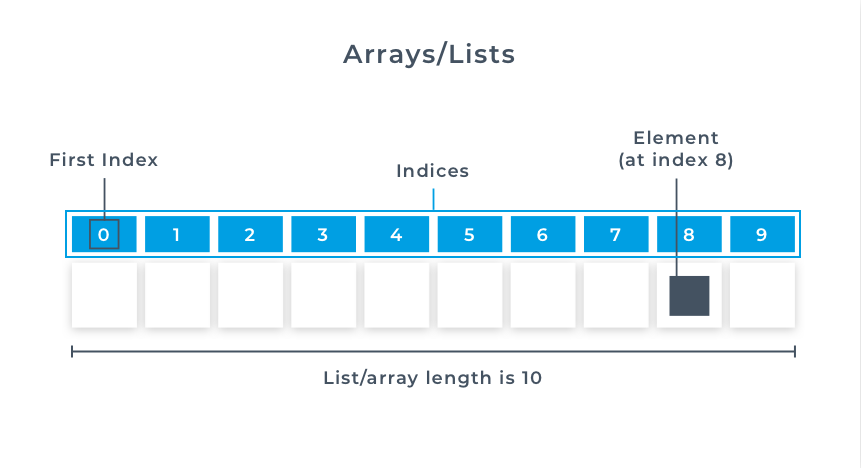 Arrays/Lists
Element
(at index 8)
First Index
Indices
0 1 2 3 4 5 6 7 8 9
List/array length is 10